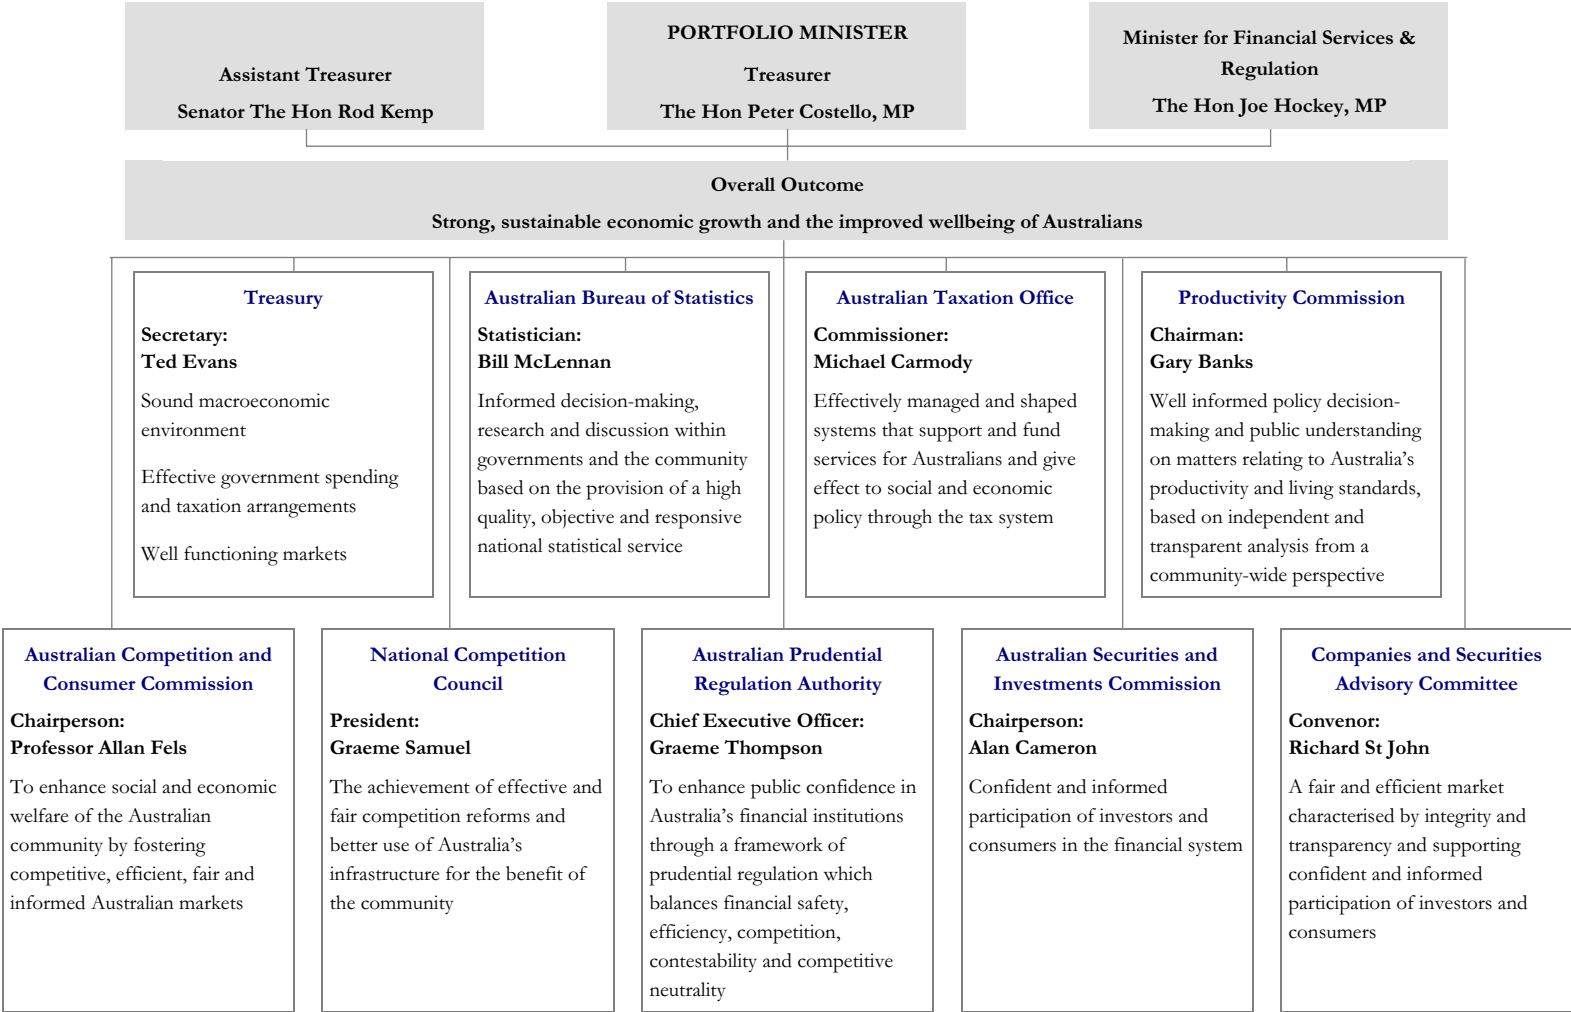 Assistant Treasurer
Senator The Hon Rod Kemp
PORTFOLIO MINISTER
Treasurer
The Hon Peter Costello, MP
Minister for Financial Services &
Regulation
The Hon Joe Hockey, MP
Overall Outcome
Strong, sustainable economic growth and the improved wellbeing of Australians
Treasury
Secretary:
Ted Evans
Sound macroeconomic
environment
Effective government spending
and taxation arrangements
Well functioning markets
Australian Bureau of Statistics
Statistician:
Bill McLennan
Informed decision-making,
research and discussion within
governments and the community
based on the provision of a high
quality, objective and responsive
national statistical service
Australian Taxation Office
Commissioner:
Michael Carmody
Effectively managed and shaped
systems that support and fund
services for Australians and give
effect to social and economic
policy through the tax system
Productivity Commission
Chairman:
Gary Banks
Well informed policy decision-
making and public understanding
on matters relating to Australia’s
productivity and living standards,
based on independent and
transparent analysis from a
community-wide perspective
Australian Competition and
Consumer Commission
Chairperson:
Professor Allan Fels
To enhance social and economic
welfare of the Australian
community by fostering
competitive, efficient, fair and
informed Australian markets
National Competition
Council
President:
Graeme Samuel
The achievement of effective and
fair competition reforms and
better use of Australia’s
infrastructure for the benefit of
the community
Australian Prudential
Regulation Authority
Chief Executive Officer:
Graeme Thompson
To enhance public confidence in
Australia’s financial institutions
through a framework of
prudential regulation which
balances financial safety,
efficiency, competition,
contestability and competitive
neutrality
Australian Securities and
Investments Commission
Chairperson:
Alan Cameron
Confident and informed
participation of investors and
consumers in the financial system
Companies and Securities
Advisory Committee
Convenor:
Richard St John
A fair and efficient market
characterised by integrity and
transparency and supporting
confident and informed
participation of investors and
consumers